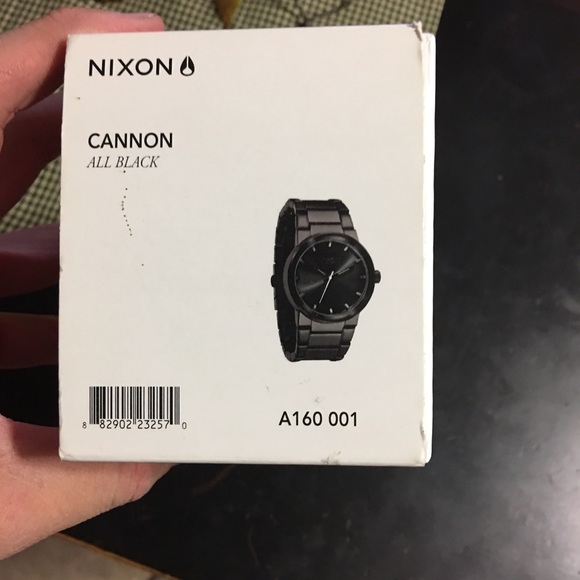 NIXON
CANNON
ALL BLACK
8 82902 23257 0
A160 001